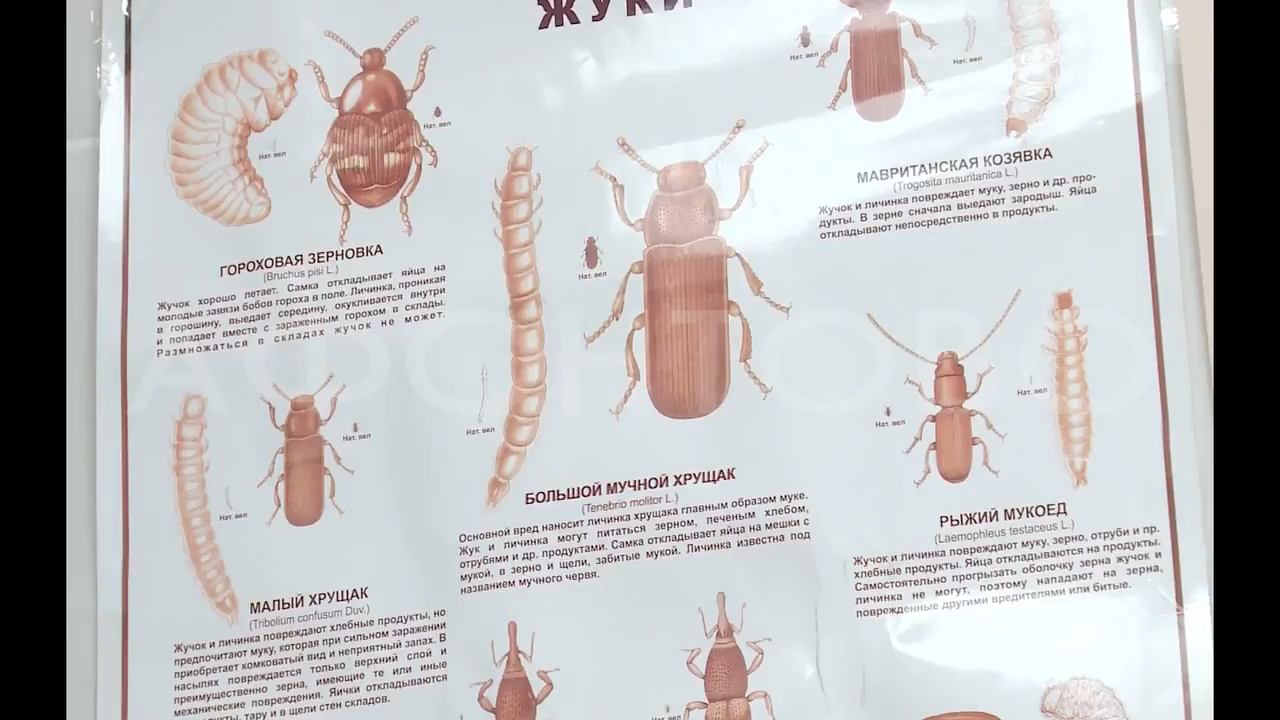 ЖУКИ
Нат. вел
Нат. вел
ГОРОХОВАЯ ЗЕРНОВКА
(Bruchus pisi L.)
Жучок хорошо летает. Самка откладывает яйца на
молодые завязи бобов гороха в поле. Личинка, проникая
в горошину, выедает середину, окукливается внутри
и попадает вместе с зараженным горохом в склады.
Размножаться в складах жучок не может.
Нат. вел
Нат. вел
МАЛЫЙ ХРУЩАК
(Tribolium confusum Duv.)
Жучок и личинка повреждают хлебные продукты, но
предпочитают муку, которая при сильном заражении
приобретает комковатый вид и неприятный запах. В
насыпях повреждается только верхний слой и
преимущественно зерна, имеющие те или иные
механические повреждения. Яички откладываются
тару и в щели стен складов.
Нат. вел
Нат. вел
БОЛЬШОЙ МУЧНОЙ ХРУЩАК
(Tenebrio molitor L.)
Основной вред наносит личинка хрущака главным образом муке.
Жук и личинка могут питаться зерном, печеным хлебом,
отрубями и др. продуктами. Самка откладывает яйца на мешки с
мукой, в зерно и щели, забитые мукой. Личинка известна под
названием мучного червя.
Нат. вел
Нат. вел
Нат. вел
МАВРИТАНСКАЯ КОЗЯВКА
(Trogosita mauritanica L.)
Жучок и личинка повреждает муку, зерно и др. про-
дукты. В зерне сначала выедают зародыш. Яйца
откладывают непосредственно в продукты.
Нат. вел
Нат. вел
РЫЖИЙ МУКОЕД
(Laemophleus testaceus L.)
Жучок и личинка повреждают муку, зерно, отруби и пр.
хлебные продукты. Яйца откладываются на продукты.
Самостоятельно прогрызать оболочку зерна жучок и
личинка не могут, поэтому нападают на зерна,
поврежденные другими вредителями или битые.
АФОНТОВО